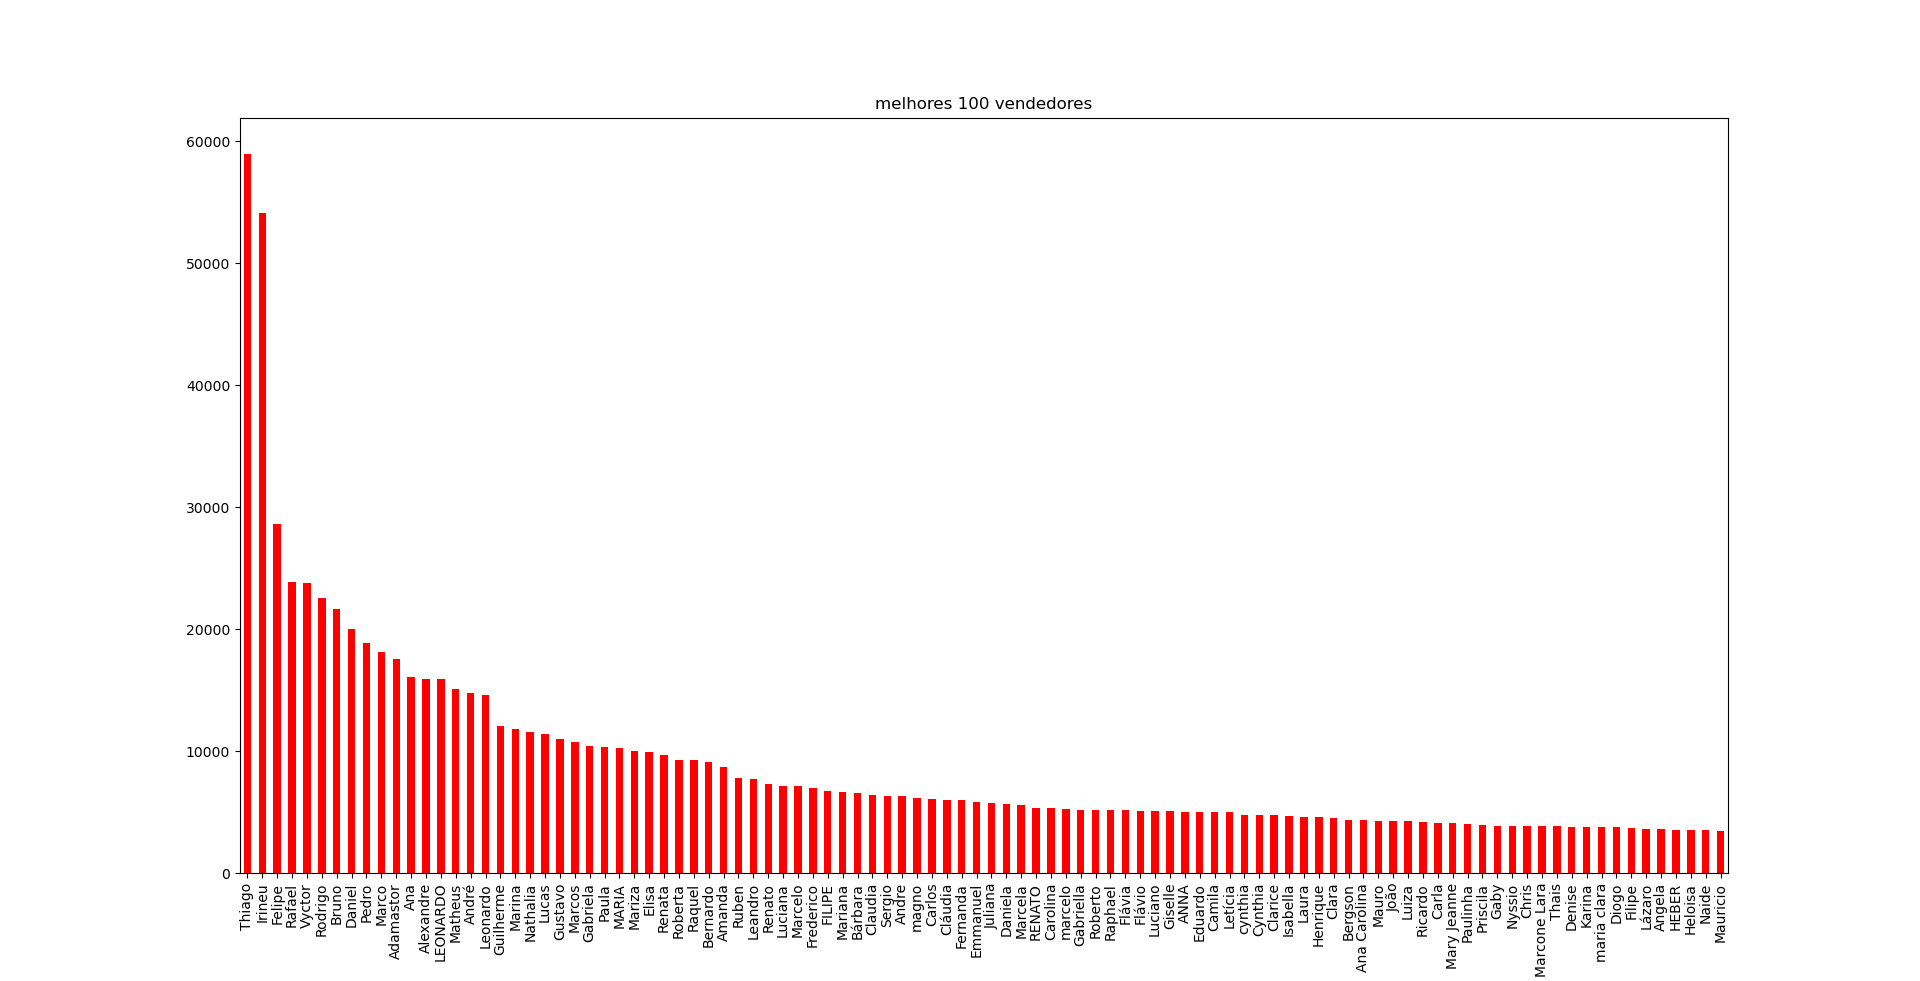 melhores 100 vendedores
60000
50000
40000
30000
20000
10000
0
Thiago
Irineu
Felipe
Rafael
Vyctor
Rodrigo
Bruno
Daniel
Pedro
Marco
Adamastor
Ana
Alexandre
LEONARDO
Matheus
André
Leonardo
Guilherme
Marina
Nathalia
Lucas
Gustavo
Marcos
Gabriela
Paula
MARIA
Mariza
Elisa
Renata
Roberta
Raquel
Bernardo
Amanda
Ruben
Leandro
Renato
Luciana
Marcelo
Frederico
FILIPE
Mariana
Bárbara
Claudia
Sergio
Andre
magno
Carlos
Cláudia
Fernanda
Emmanuel
Juliana
Daniela
Marcela
RENATO
Carolina
marcelo
Gabriella
Roberto
Raphael
Flávia
Flávio
Luciano
Giselle
ANNA
Eduardo
Camila
Letícia
cynthia
Cynthia
Clarice
Isabella
Laura
Henrique
Clara
Bergson
Ana Carolina
Mauro
João
Luiza
Ricardo
Carla
Mary Jeanne
Paulinha
Priscila
Gaby
Nyssio
Chris
Marcone Lara
Thais
Denise
Karina
maria clara
Diogo
Filipe
Lázaro
Angela
HEBER
Heloisa
Naide
Mauricio